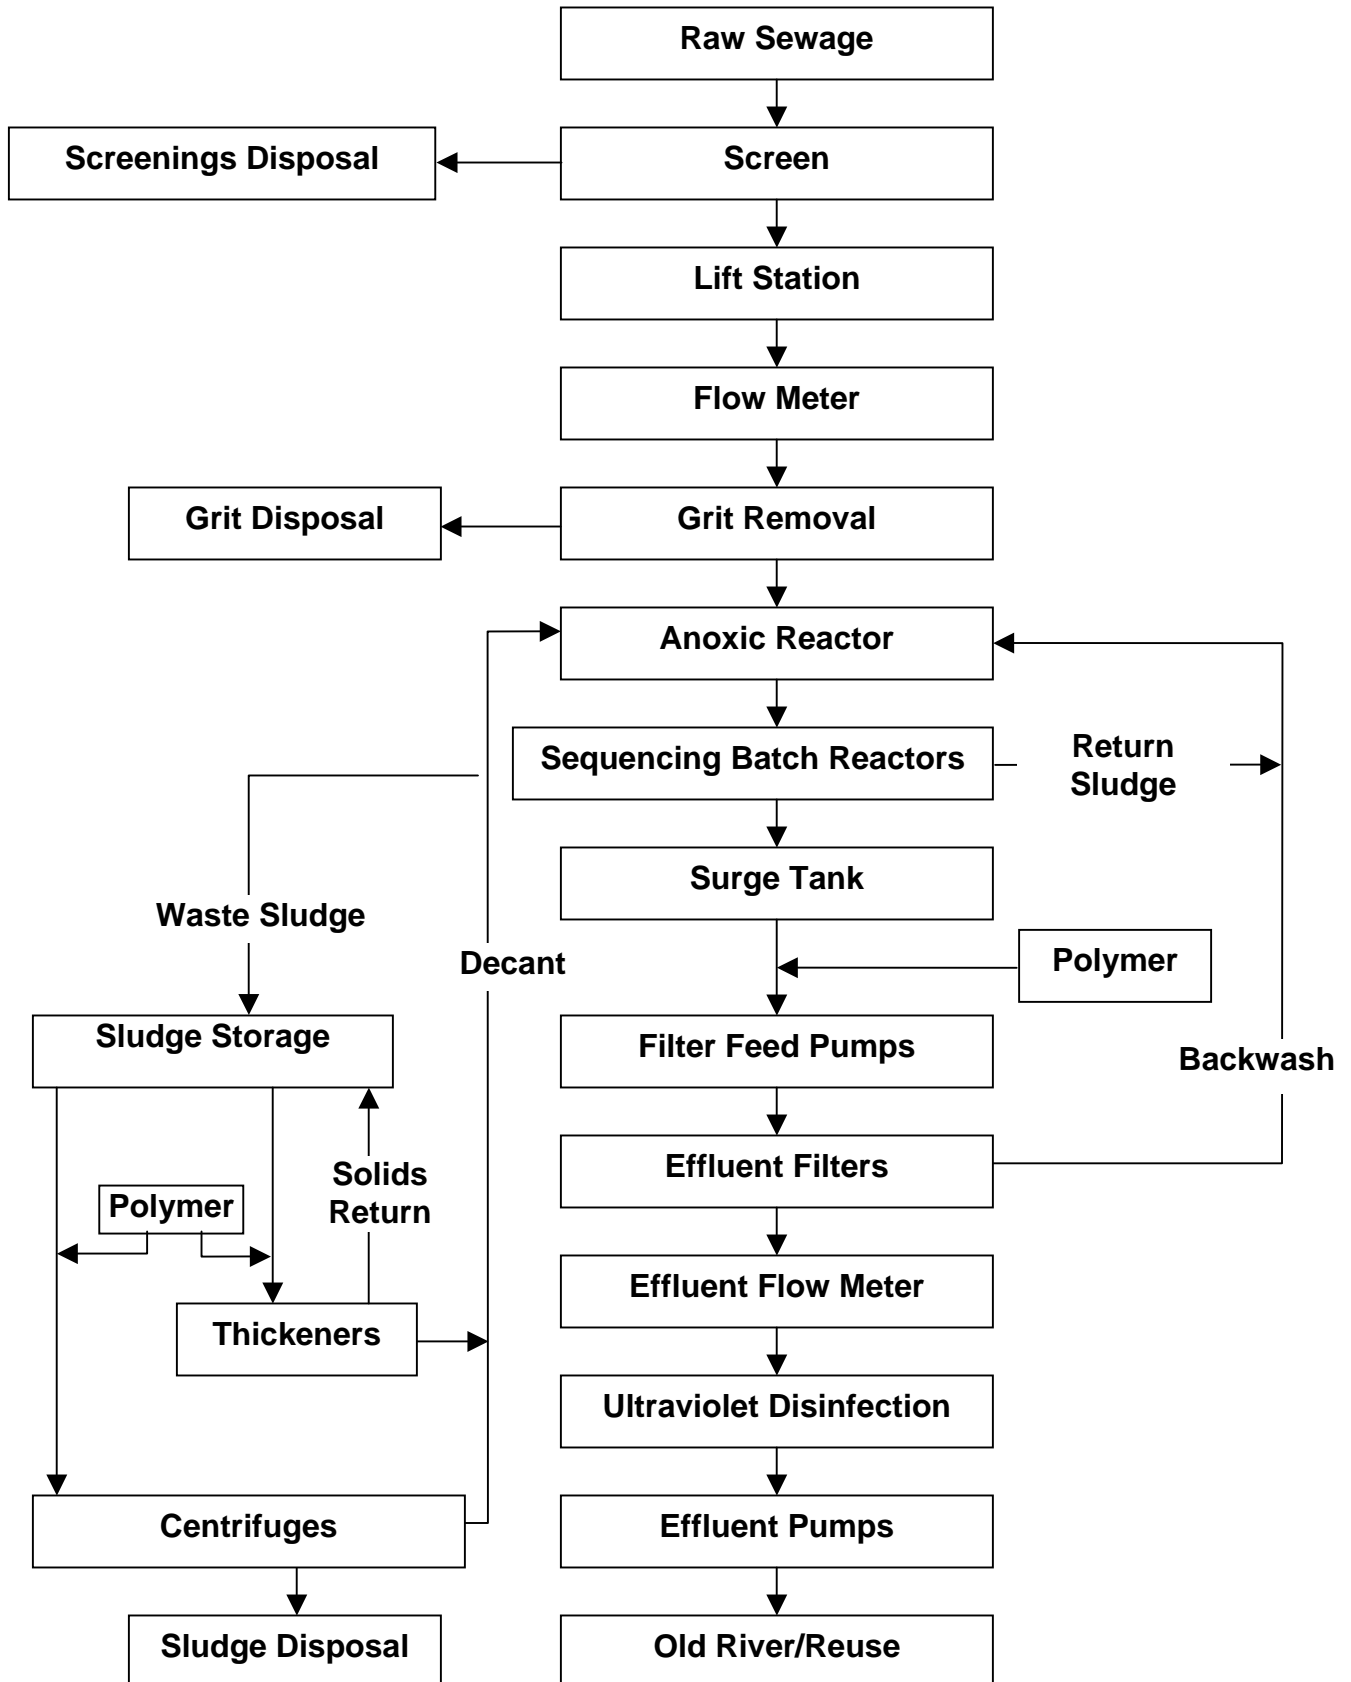 Raw Sewage
Screenings Disposal
Screen
Lift Station
Flow Meter
Grit Disposal
Grit Removal
Anoxic Reactor
Sequencing Batch Reactors
Return
Sludge
Surge Tank
Waste Sludge
Decant
Polymer
Sludge Storage
Filter Feed Pumps
Backwash
Solids
Return
Polymer
Effluent Filters
Effluent Flow Meter
Thickeners
Ultraviolet Disinfection
Centrifuges
Effluent Pumps
Sludge Disposal
Old River/Reuse